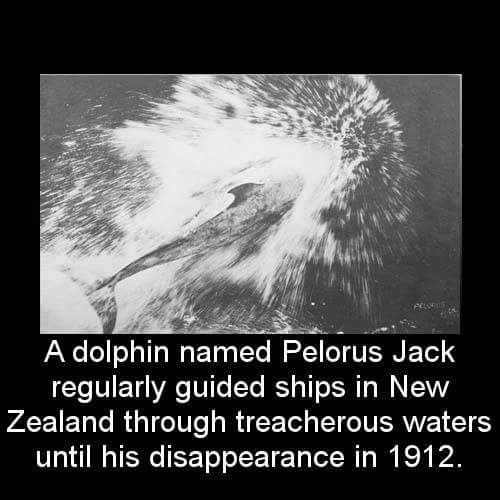 PELORUS
A dolphin named Pelorus Jack
regularly guided ships in New
Zealand through treacherous waters
until his disappearance in 1912.